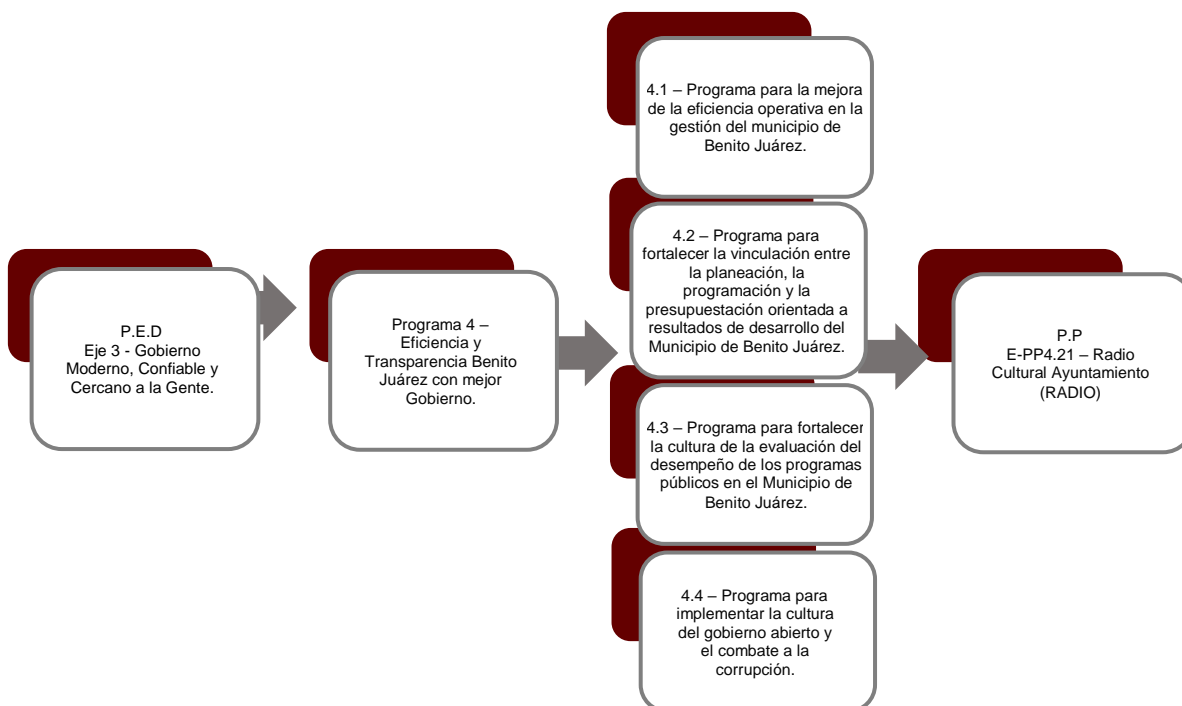 P.E.D
Eje 3 - Gobierno
Moderno, Confiable y
Cercano a la Gente.
Programa 4 –
Eficiencia y
Transparencia Benito
Juárez con mejor
Gobierno.
4.1 – Programa para la mejora
de la eficiencia operativa en la
gestión del municipio de
Benito Juárez.
4.2 – Programa para
fortalecer la vinculación entre
la planeación, la
programación y la
presupuestación orientada a
resultados de desarrollo del
Municipio de Benito Juárez.
4.3 – Programa para fortalecer
la cultura de la evaluación del
desempeño de los programas
públicos en el Municipio de
Benito Juárez.
4.4 – Programa para
implementar la cultura
del gobierno abierto y
el combate a la
corrupción.
P.P
E-PP4.21 – Radio
Cultural Ayuntamiento
(RADIO)